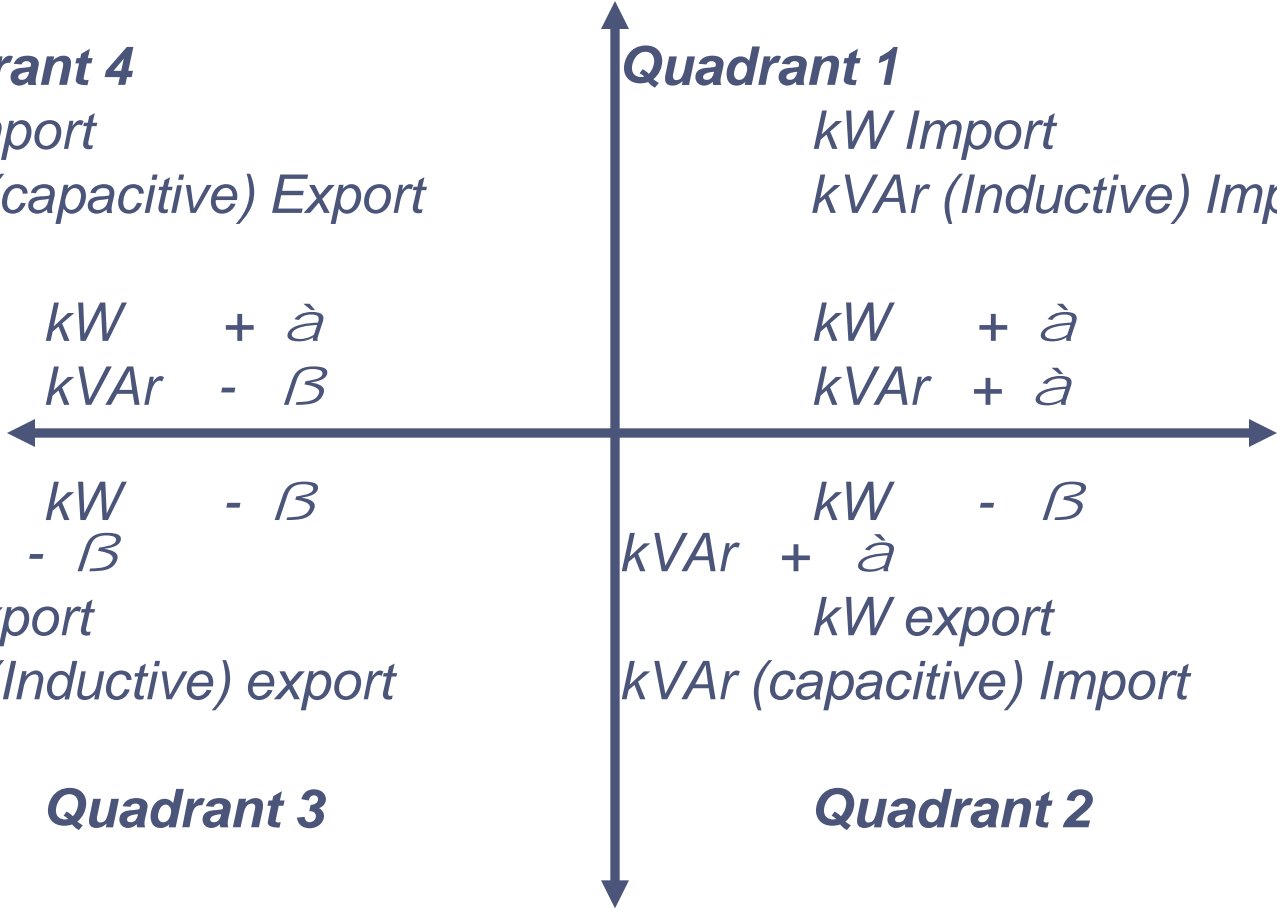 rant 4
port
(capacitive) Export
kW + à
kVAr - ß
Quadrant 1
kW Import
kVAr (Inductive) Imp
kW + à
kVAr + à
kW - ß
- ß
port
(Inductive) export
Quadrant 3
kW - ß
kVAr + à
kW export
kVAr (capacitive) Import
Quadrant 2